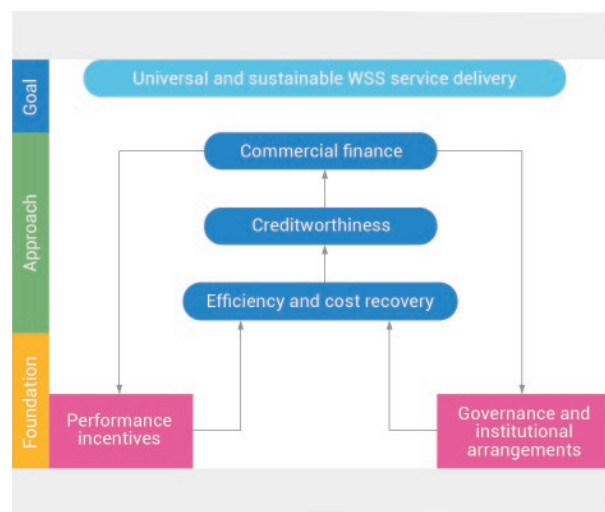 Goal
Universal and sustainable WSS service delivery
Approach
Commercial finance
Creditworthiness
Efficiency and cost recovery
Foundation
Performance
incentives
Governance and
institutional
arrangements